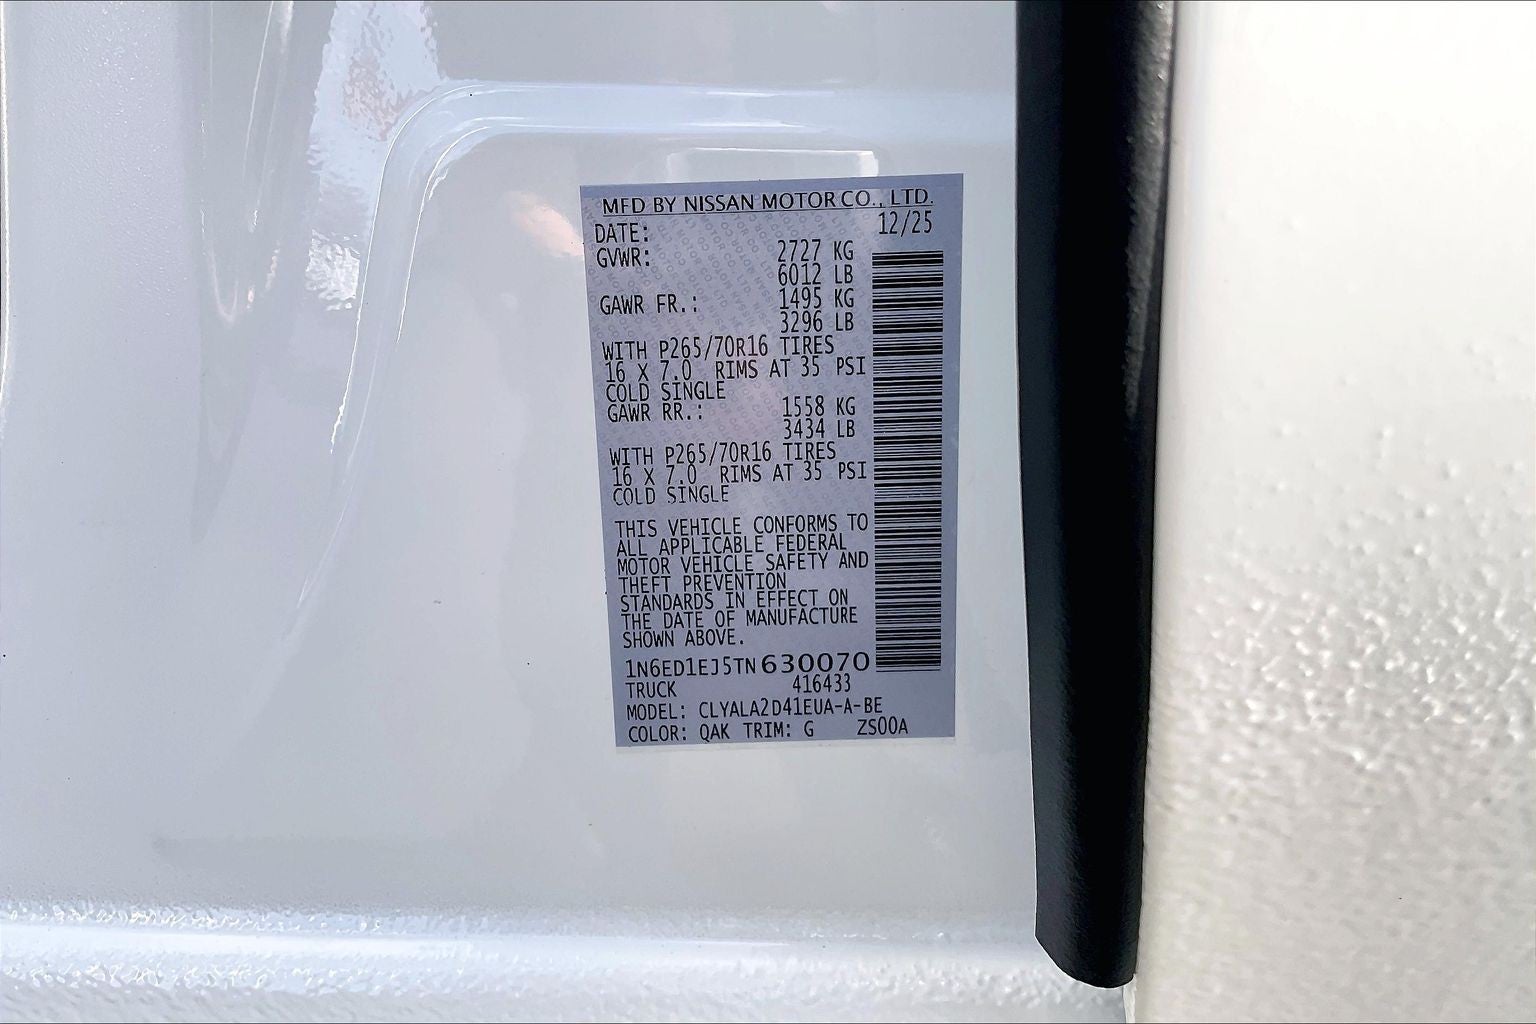 MFD BY NISSAN MOTOR CO., LTD.
DATE: 12/25
GVWR: 2727 KG
6012 LB
GAWR FR.: 1495 KG
3296 LB
WITH P265/70R16 TIRES
16 X 7.0 RIMS AT 35 PSI
COLD SINGLE
GAWR RR.: 1558 KG
3434 LB
WITH P265/70R16 TIRES
16 X 7.0 RIMS AT 35 PSI
COLD SINGLE
THIS VEHICLE CONFORMS TO
ALL APPLICABLE FEDERAL
MOTOR VEHICLE SAFETY AND
THEFT PREVENTION
STANDARDS IN EFFECT ON
THE DATE OF MANUFACTURE
SHOWN ABOVE.
1N6ED1EJ5TN630070
TRUCK 416433
MODEL: CLYALA2D41EUA-A-BE
COLOR: QAK TRIM: G ZS00A